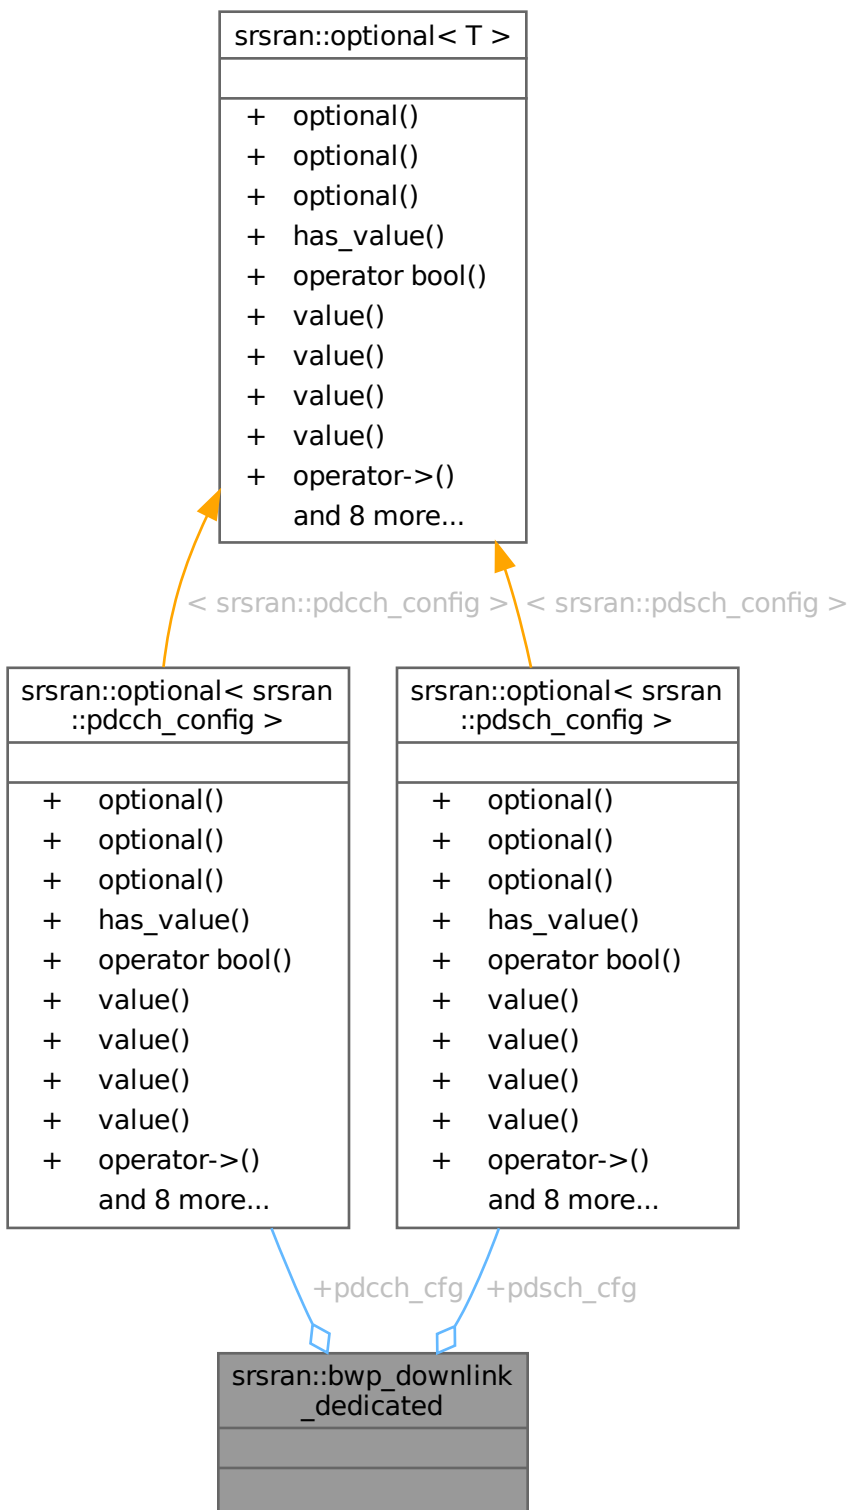 srsran::optional< T >
+ optional()
+ optional()
+ optional()
+ has_value()
+ operator bool()
+ value()
+ value()
+ value()
+ value()
+ operator->()
and 8 more...
< srsran::pdcch_config >
< srsran::pdsch_config >
srsran::optional< srsran
::pdcch_config >
+ optional()
+ optional()
+ optional()
+ has_value()
+ operator bool()
+ value()
+ value()
+ value()
+ value()
+ operator->()
and 8 more...
srsran::optional< srsran
::pdsch_config >
+ optional()
+ optional()
+ optional()
+ has_value()
+ operator bool()
+ value()
+ value()
+ value()
+ value()
+ operator->()
and 8 more...
+pdcch_cfg
+pdsch_cfg
srsran::bwp_downlink
_dedicated